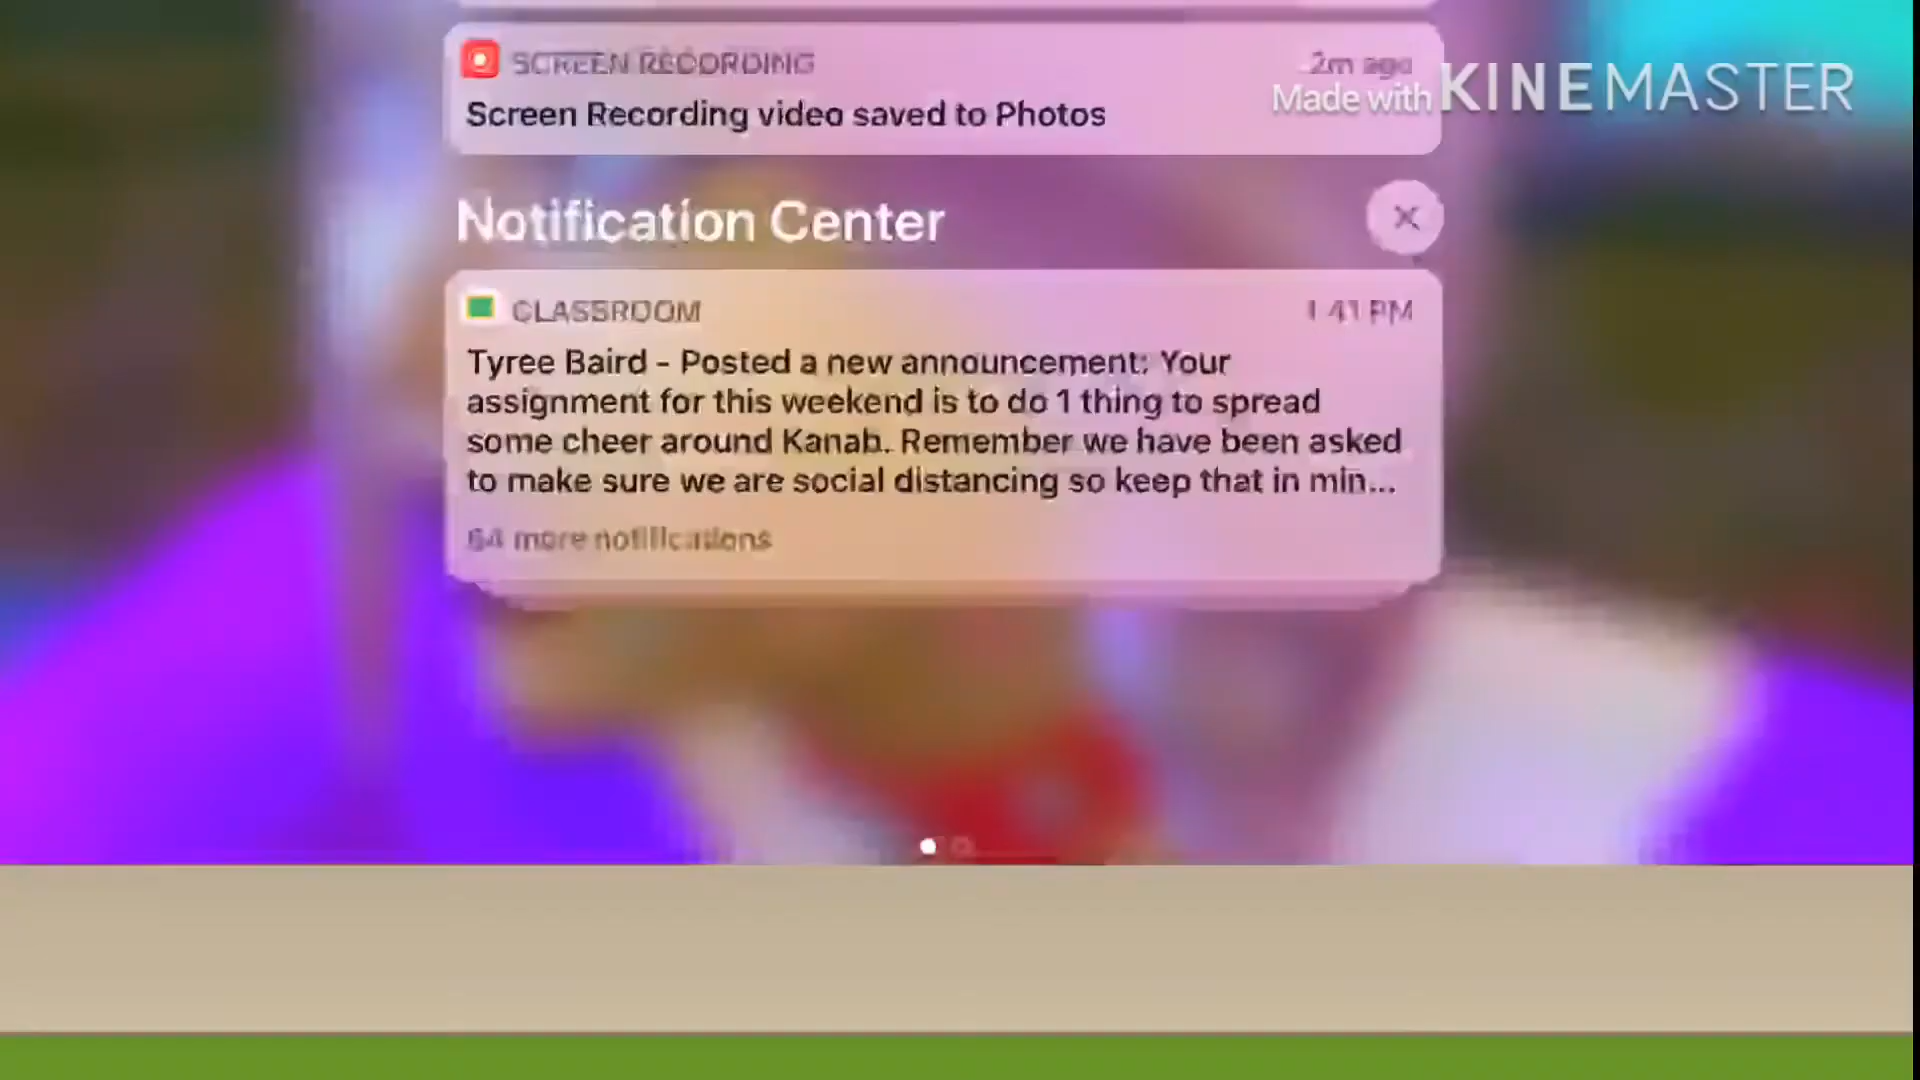 SCREEN RECORDING
2m ago
Made with KINEMASTER
Screen Recording video saved to Photos
Notification Center
CLASSROOM
1:41 PM
Tyree Baird - Posted a new announcement: Your
assignment for this weekend is to do 1 thing to spread
some cheer around Kanab. Remember we have been asked
to make sure we are social distancing so keep that in min...
64 more notifications